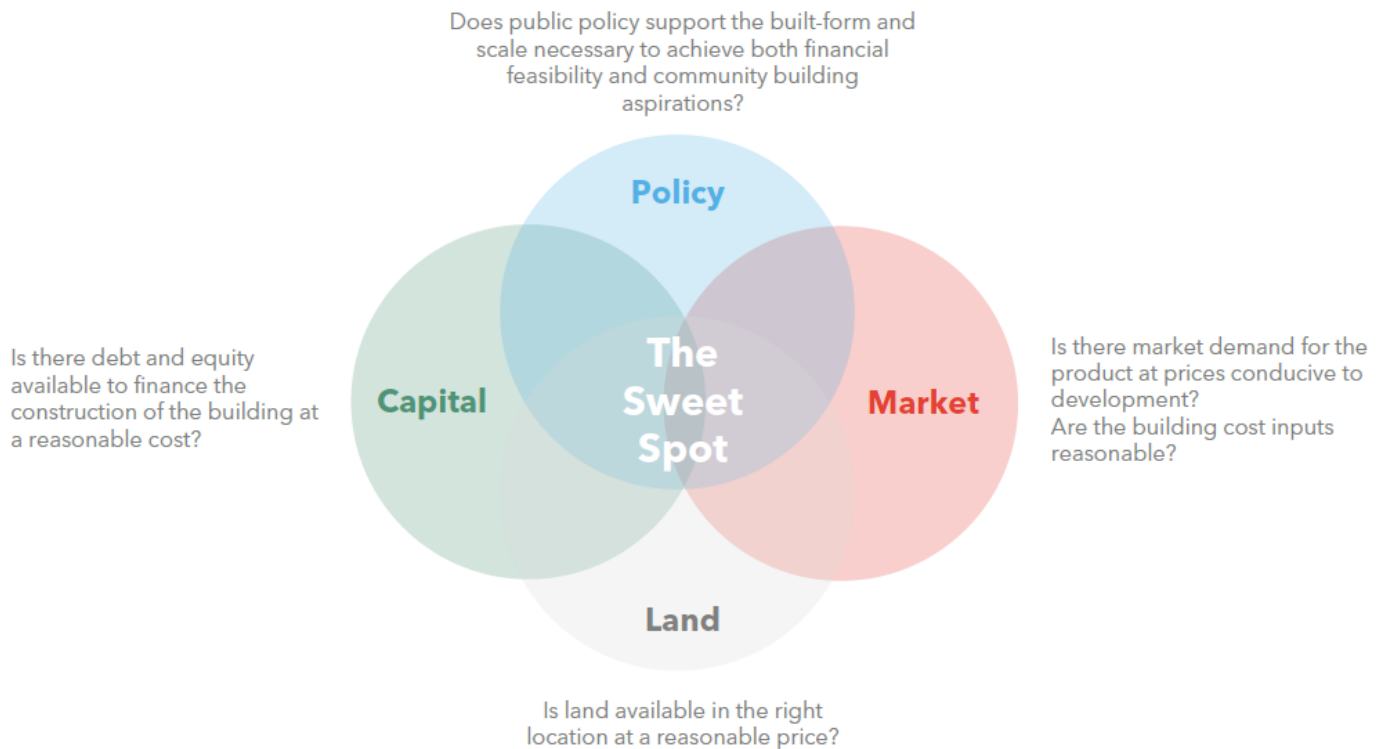 Does public policy support the built-form and
scale necessary to achieve both financial
feasibility and community building
aspirations?
Policy
Is there debt and equity
available to finance the
construction of the building at
a reasonable cost?
Capital
The
Sweet
Spot
Market
Is there market demand for the
product at prices conducive to
development?
Are the building cost inputs
reasonable?
Land
Is land available in the right
location at a reasonable price?